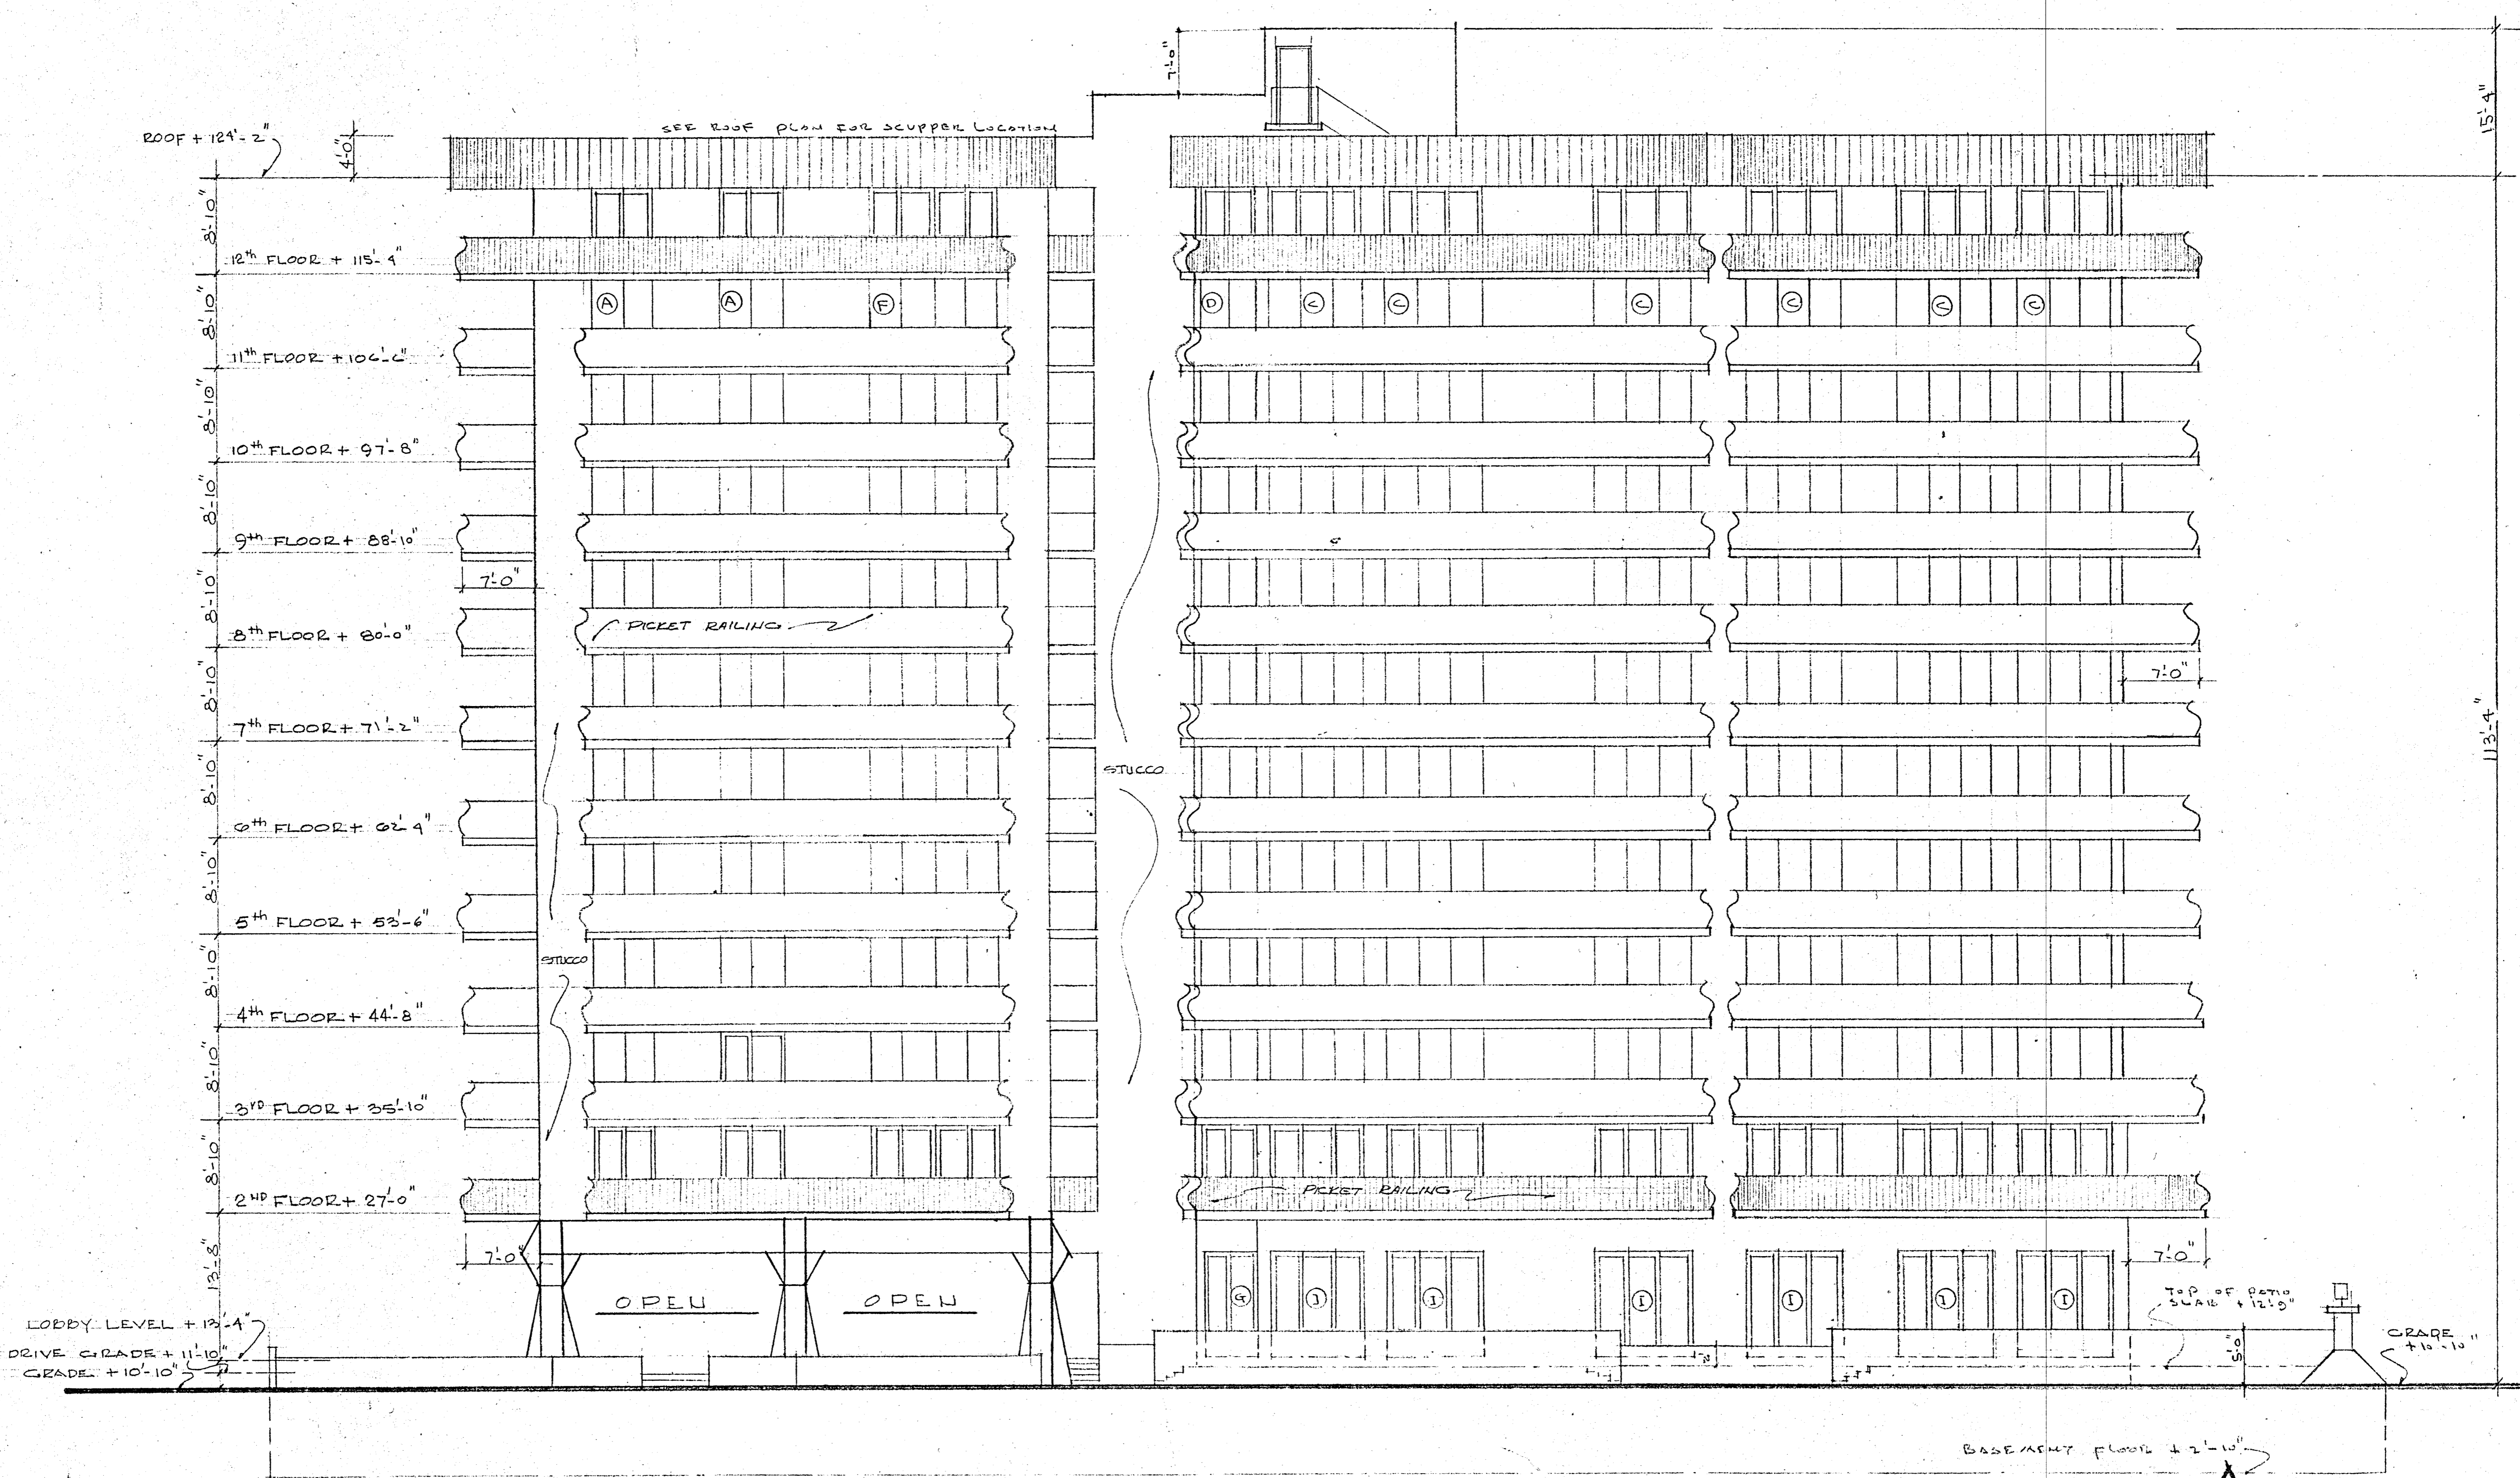 7'-0"
15'-4"
SEE ROOF PLAN FOR SCUPPER LOCATION
ROOF + 124'-2"
4'-0"
8'-10"
12th FLOOR + 115'-4"
8'-10"
A
A
F
D
C
C
C
C
C
C
11th FLOOR + 106'-6"
8'-10"
10th FLOOR + 97'-8"
8'-10"
9th FLOOR + 88'-10"
7'-0"
8'-10"
8th FLOOR + 80'-0"
PICKET RAILING
8'-10"
7'-0"
7th FLOOR + 71'-2"
113'-4"
8'-10"
STUCCO
6th FLOOR + 62'-4"
8'-10"
5th FLOOR + 53'-6"
8'-10"
STUCCO
4th FLOOR + 44'-8"
8'-10"
3RD FLOOR + 35'-10"
8'-10"
2ND FLOOR + 27'-0"
PICKET RAILING
13'-8"
7'-0"
7'-0"
OPEN
OPEN
G
I
I
I
I
I
I
TOP OF PATIO
SLAB + 12'-9"
LOBBY LEVEL + 13'-4"
DRIVE GRADE + 11'-10"
GRADE + 10'-10"
5'-0"
GRADE
+ 10'-10"
BASEMENT FLOOR + 2'-10"